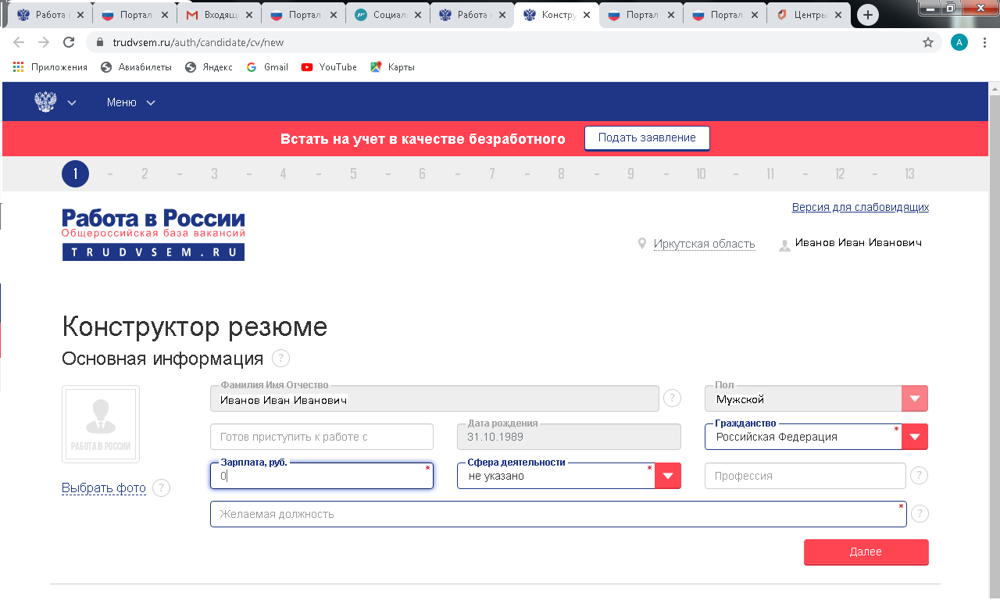 Работа в
Портал
Входящ
Портал
Социал
Работа
Констру
Портал
Портал
Центры
trudvsem.ru/auth/candidate/cv/new
A
Приложения Авиабилеты Яндекс Gmail YouTube Карты
Меню
Встать на учет в качестве безработного Подать заявление
1 - 2 - 3 - 4 - 5 - 6 - 7 - 8 - 9 - 10 - 11 - 12 - 13
Версия для слабовидящих
Работа в России
Общероссийская база вакансий
TRUDVSEM.RU
Иркутская область Иванов Иван Иванович
Конструктор резюме
Основная информация ?
РАБОТА В РОССИИ
Выбрать фото ?
Фамилия Имя Отчество
Иванов Иван Иванович ?
Пол
Мужской
Готов приступить к работе с
Дата рождения
31.10.1989
Гражданство *
Российская Федерация
Зарплата, руб. *
0
Сфера деятельности *
не указано
Профессия ?
Желаемая должность * ?
Далее